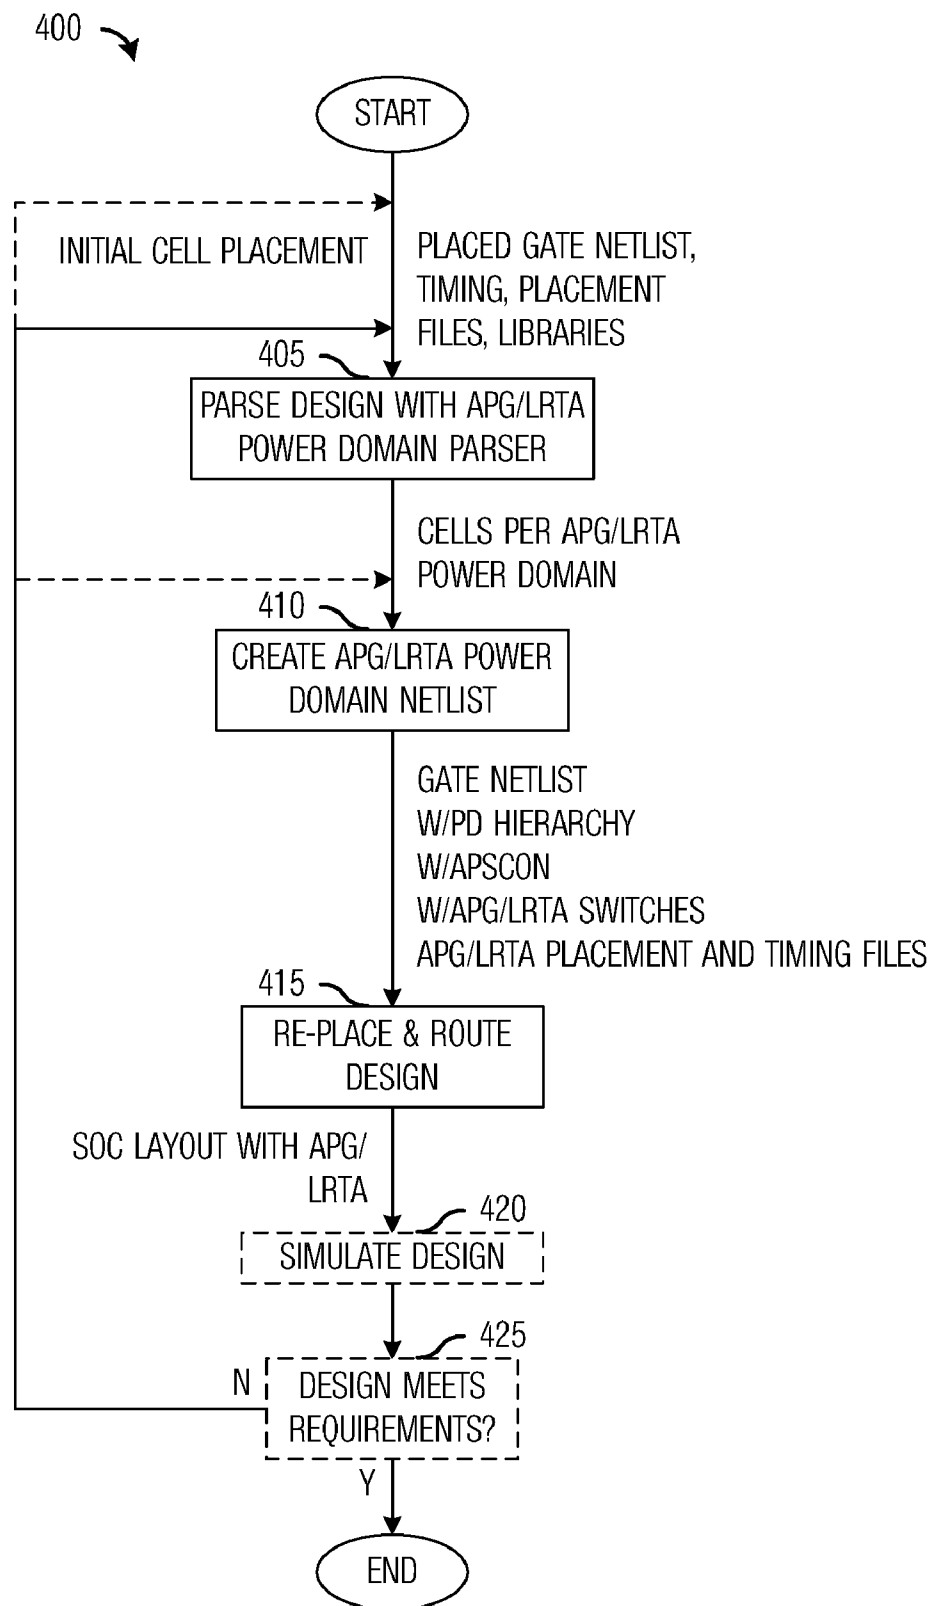 400
START
INITIAL CELL PLACEMENT
PLACED GATE NETLIST,
TIMING, PLACEMENT
FILES, LIBRARIES
405
PARSE DESIGN WITH APG/LRTA
POWER DOMAIN PARSER
CELLS PER APG/LRTA
POWER DOMAIN
410
CREATE APG/LRTA POWER
DOMAIN NETLIST
GATE NETLIST
W/PD HIERARCHY
W/APSCON
W/APG/LRTA SWITCHES
APG/LRTA PLACEMENT AND TIMING FILES
415
RE-PLACE & ROUTE
DESIGN
SOC LAYOUT WITH APG/
LRTA
420
SIMULATE DESIGN
425
DESIGN MEETS
REQUIREMENTS?
N
Y
END